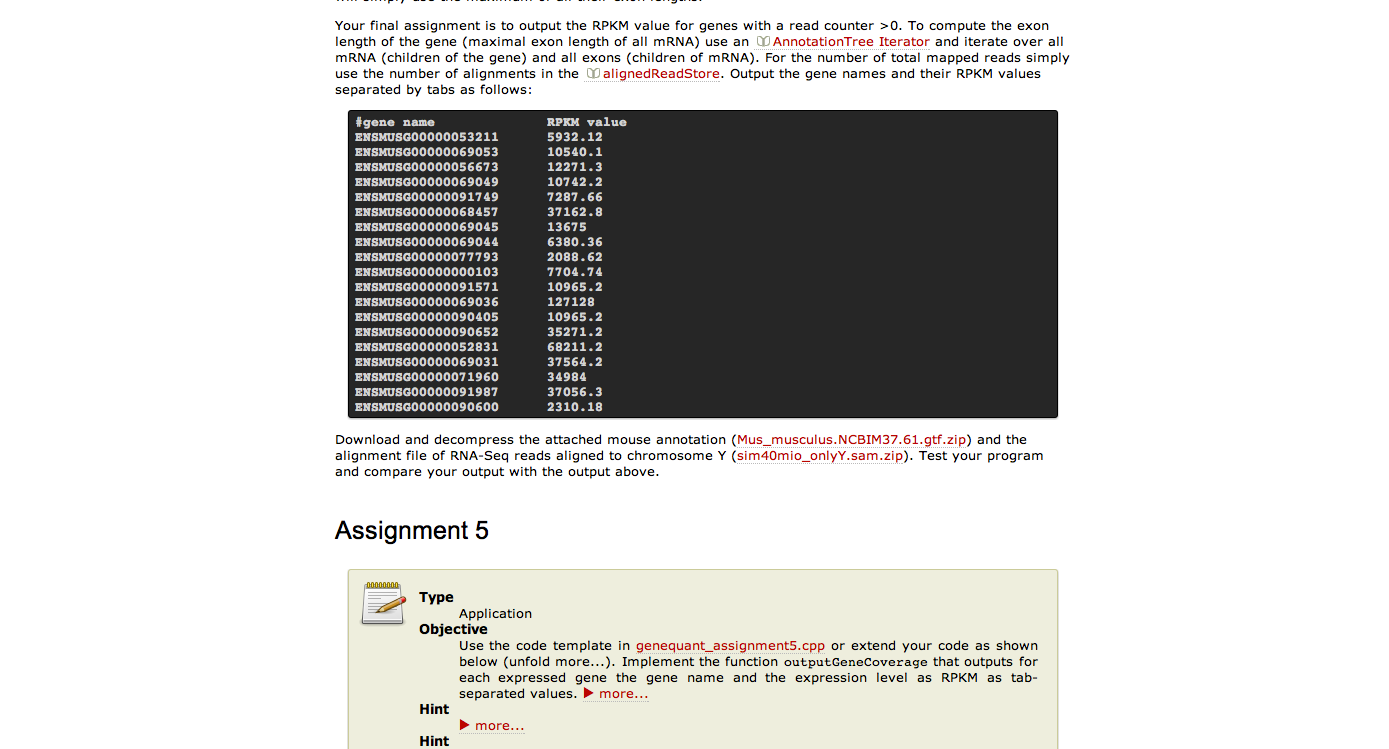 Your final assignment is to output the RPKM value for genes with a read counter >0. To compute the exon
length of the gene (maximal exon length of all mRNA) use an AnnotationTree Iterator and iterate over all
mRNA (children of the gene) and all exons (children of mRNA). For the number of total mapped reads simply
use the number of alignments in the alignedReadStore. Output the gene names and their RPKM values
separated by tabs as follows:
#gene name RPKM value
ENSMUSG00000053211 5932.12
ENSMUSG00000069053 10540.1
ENSMUSG00000056673 12271.3
ENSMUSG00000069049 10742.2
ENSMUSG00000091749 7287.66
ENSMUSG00000068457 37162.8
ENSMUSG00000069045 13675
ENSMUSG00000069044 6380.36
ENSMUSG00000077793 2088.62
ENSMUSG00000000103 7704.74
ENSMUSG00000091571 10965.2
ENSMUSG00000069036 127128
ENSMUSG00000090405 10965.2
ENSMUSG00000090652 35271.2
ENSMUSG00000052831 68211.2
ENSMUSG00000069031 37564.2
ENSMUSG00000071960 34984
ENSMUSG00000091987 37056.3
ENSMUSG00000090600 2310.18
Download and decompress the attached mouse annotation (Mus_musculus.NCBIM37.61.gtf.zip) and the
alignment file of RNA-Seq reads aligned to chromosome Y (sim40mio_onlyY.sam.zip). Test your program
and compare your output with the output above.
Assignment 5
Type
Application
Objective
Use the code template in genequant_assignment5.cpp or extend your code as shown
below (unfold more...). Implement the function outputGeneCoverage that outputs for
each expressed gene the gene name and the expression level as RPKM as tab-
separated values. ▶ more...
Hint
▶ more...
Hint